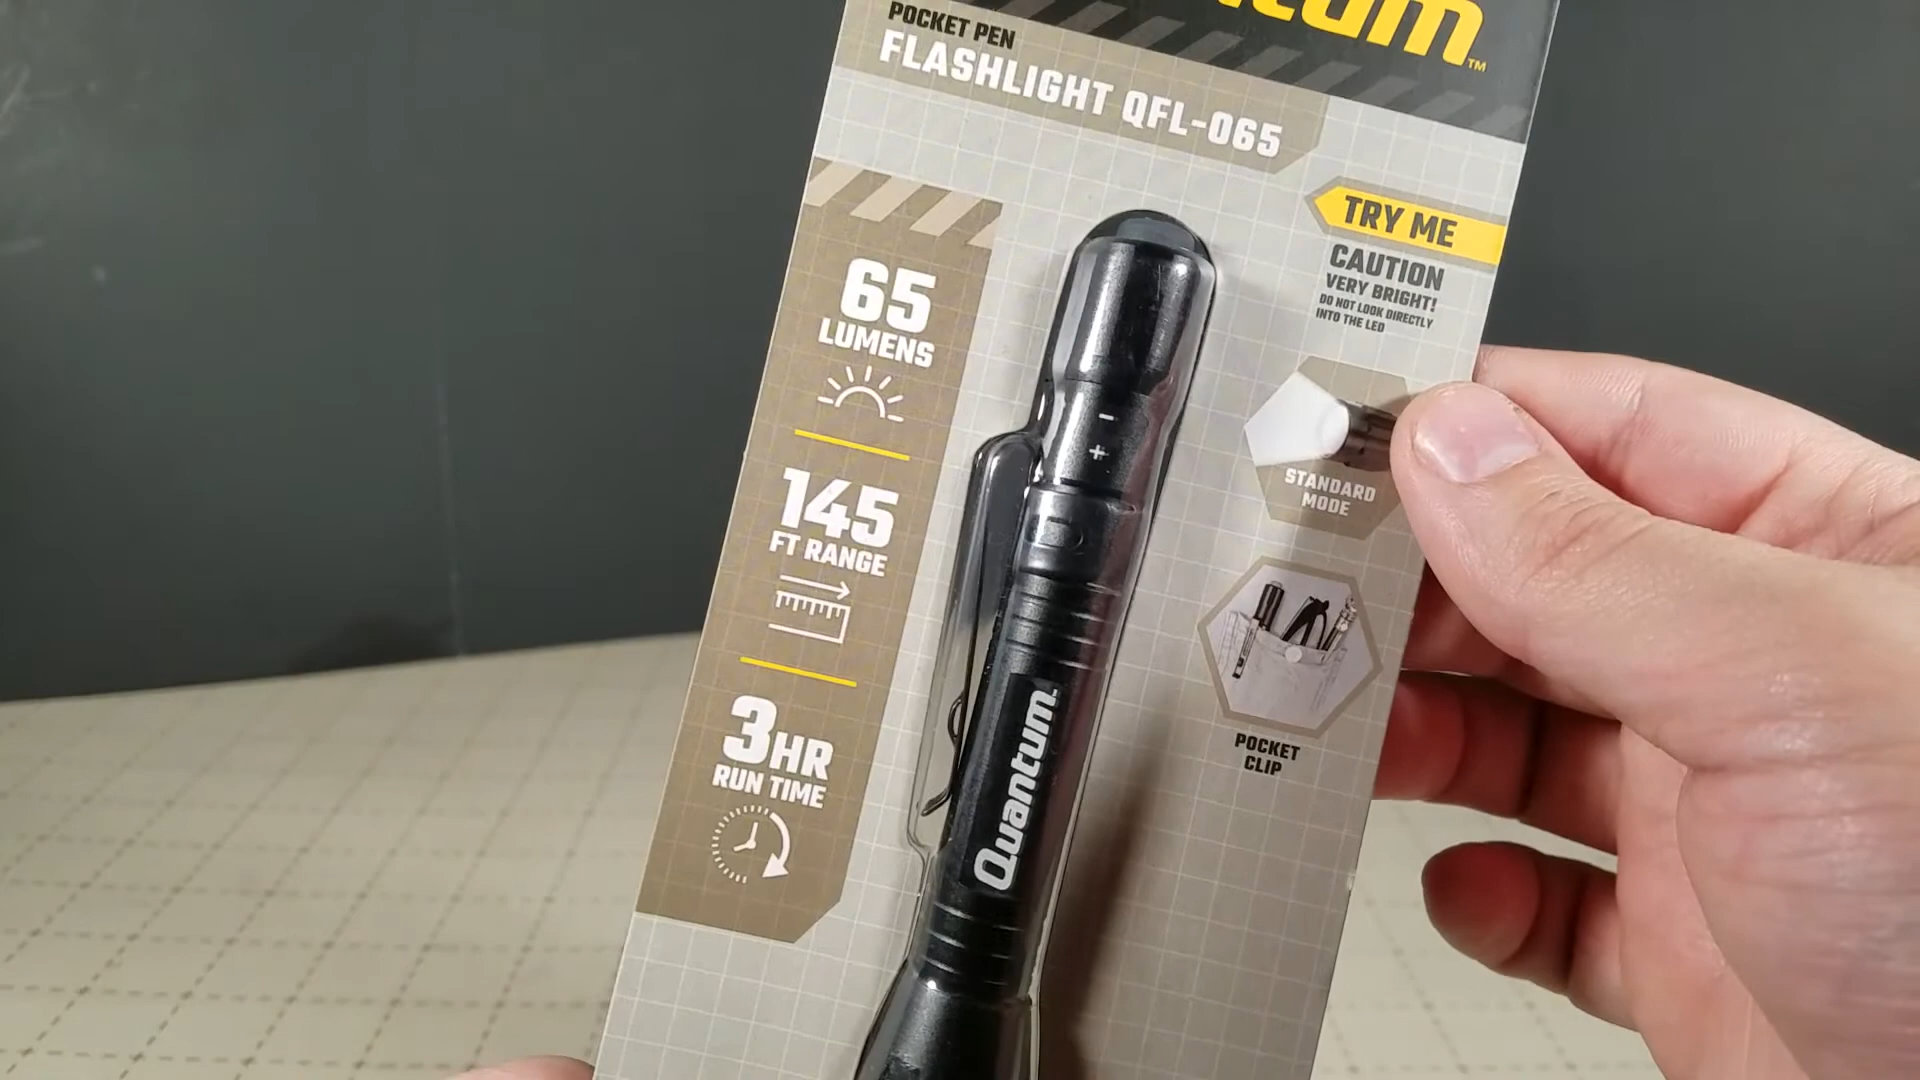 POCKET PEN
FLASHLIGHT QFL-065
TRY ME
CAUTION
VERY BRIGHT!
DO NOT LOOK DIRECTLY
INTO THE LED
65
LUMENS
145
FT RANGE
3HR
RUN TIME
-
+
Quantum
STANDARD
MODE
POCKET
CLIP